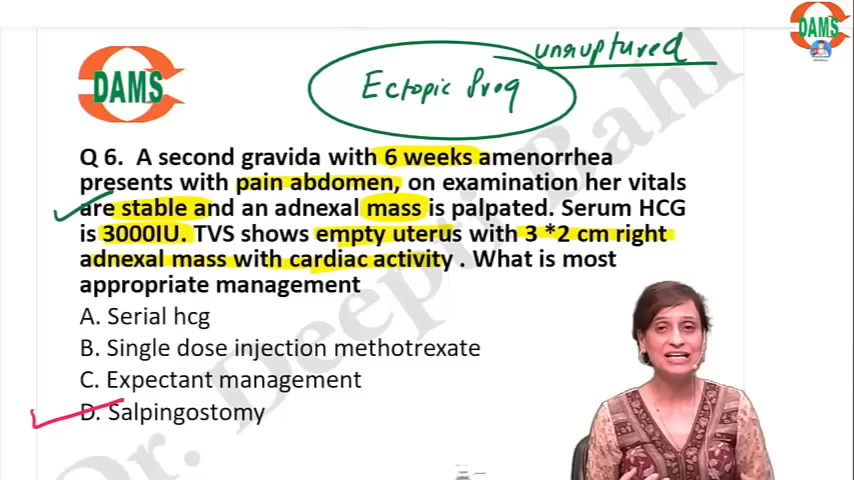 DAMS
DAMS
unruptured
Ectopic Preg
Q 6. A second gravida with 6 weeks amenorrhea
presents with pain abdomen, on examination her vitals
are stable and an adnexal mass is palpated. Serum HCG
is 3000IU. TVS shows empty uterus with 3 *2 cm right
adnexal mass with cardiac activity . What is most
appropriate management
A. Serial hcg
B. Single dose injection methotrexate
C. Expectant management
D. Salpingostomy
Dr. Deepti Bahl